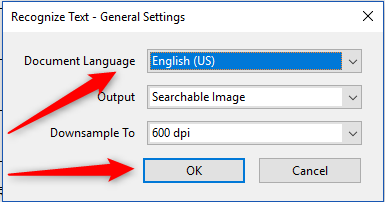 Recognize Text - General Settings
Document Language English (US)
Output Searchable Image
Downsample To 600 dpi
OK Cancel